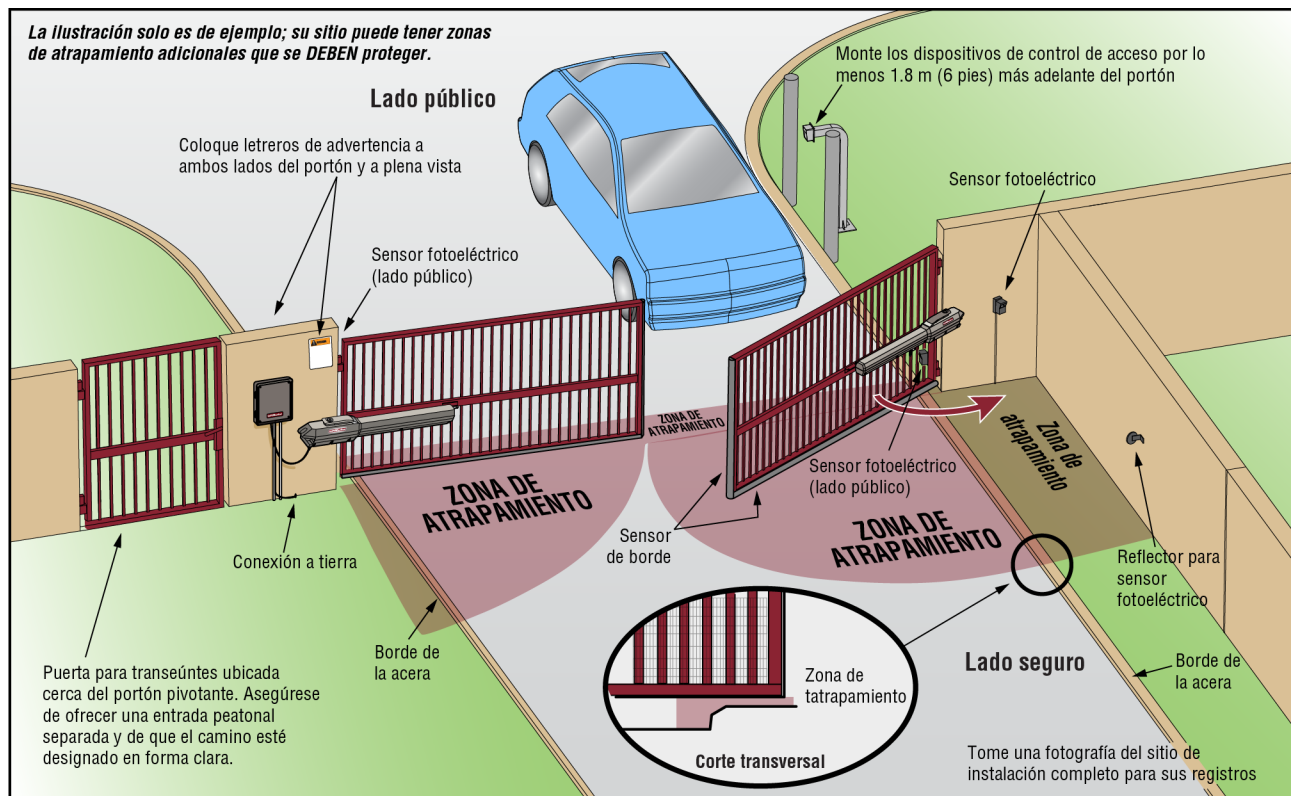 La ilustración solo es de ejemplo; su sitio puede tener zonas
de atrapamiento adicionales que se DEBEN proteger.
Lado público
Monte los dispositivos de control de acceso por lo
menos 1.8 m (6 pies) más adelante del portón
Coloque letreros de advertencia a
ambos lados del portón y a plena vista
Sensor fotoeléctrico
Sensor fotoeléctrico
(lado público)
ZONA DE
ATRAPAMIENTO
Zona de
atrapamiento
Sensor fotoeléctrico
(lado público)
ZONA DE
ATRAPAMIENTO
ZONA DE
ATRAPAMIENTO
Sensor
de borde
Conexión a tierra
Reflector para
sensor
fotoeléctrico
Borde de
la acera
Puerta para transeúntes ubicada
cerca del portón pivotante. Asegúrese
de ofrecer una entrada peatonal
separada y de que el camino esté
designado en forma clara.
Zona de
tatrapamiento
Corte transversal
Lado seguro
Borde de
la acera
Tome una fotografía del sitio de
instalación completo para sus registros